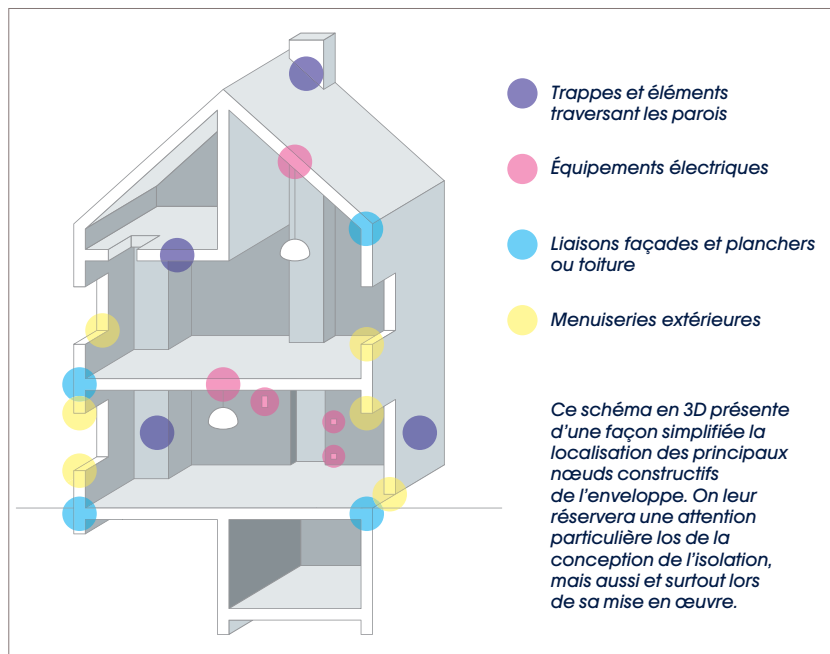 Trappes et éléments
traversant les parois
Équipements électriques
Liaisons façades et planchers
ou toiture
Menuiseries extérieures
Ce schéma en 3D présente
d'une façon simplifiée la
localisation des principaux
nœuds constructifs
de l'enveloppe. On leur
réservera une attention
particulière los de la
conception de l'isolation,
mais aussi et surtout lors
de sa mise en œuvre.